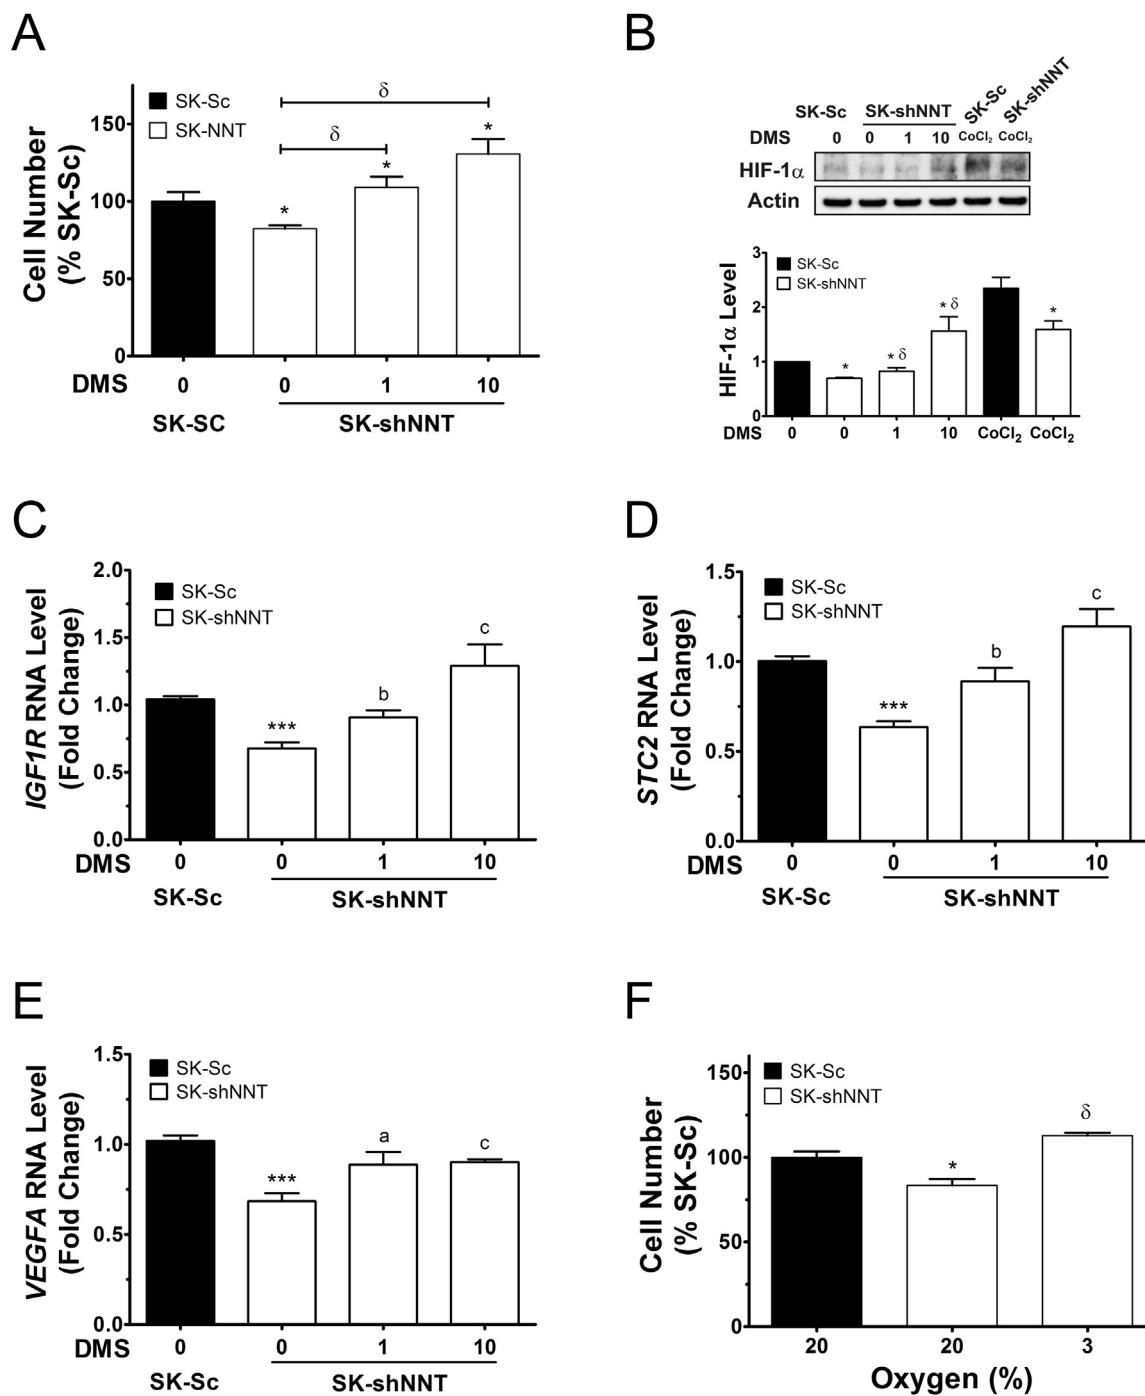 A
SK-Sc
SK-NNT
Cell Number
(% SK-Sc)
150
100
50
0
δ
δ
*
*
*
DMS 0 0 1 10
SK-SC SK-shNNT
B
SK-Sc SK-shNNT SK-Sc SK-shNNT
DMS 0 0 1 10 CoCl₂ CoCl₂
HIF-1α
Actin
SK-Sc
SK-shNNT
HIF-1α Level
3
2
1
0
* * δ * δ *
DMS 0 0 1 10 CoCl₂ CoCl₂
C
SK-Sc
SK-shNNT
IGF1R RNA Level
(Fold Change)
2.0
1.5
1.0
0.5
0.0
*** b c
DMS 0 0 1 10
SK-Sc SK-shNNT
D
SK-Sc
SK-shNNT
STC2 RNA Level
(Fold Change)
1.5
1.0
0.5
0.0
*** b c
DMS 0 0 1 10
SK-Sc SK-shNNT
E
SK-Sc
SK-shNNT
VEGFA RNA Level
(Fold Change)
1.5
1.0
0.5
0.0
*** a c
DMS 0 0 1 10
SK-Sc SK-shNNT
F
SK-Sc
SK-shNNT
Cell Number
(% SK-Sc)
150
100
50
0
* δ
20 20 3
Oxygen (%)